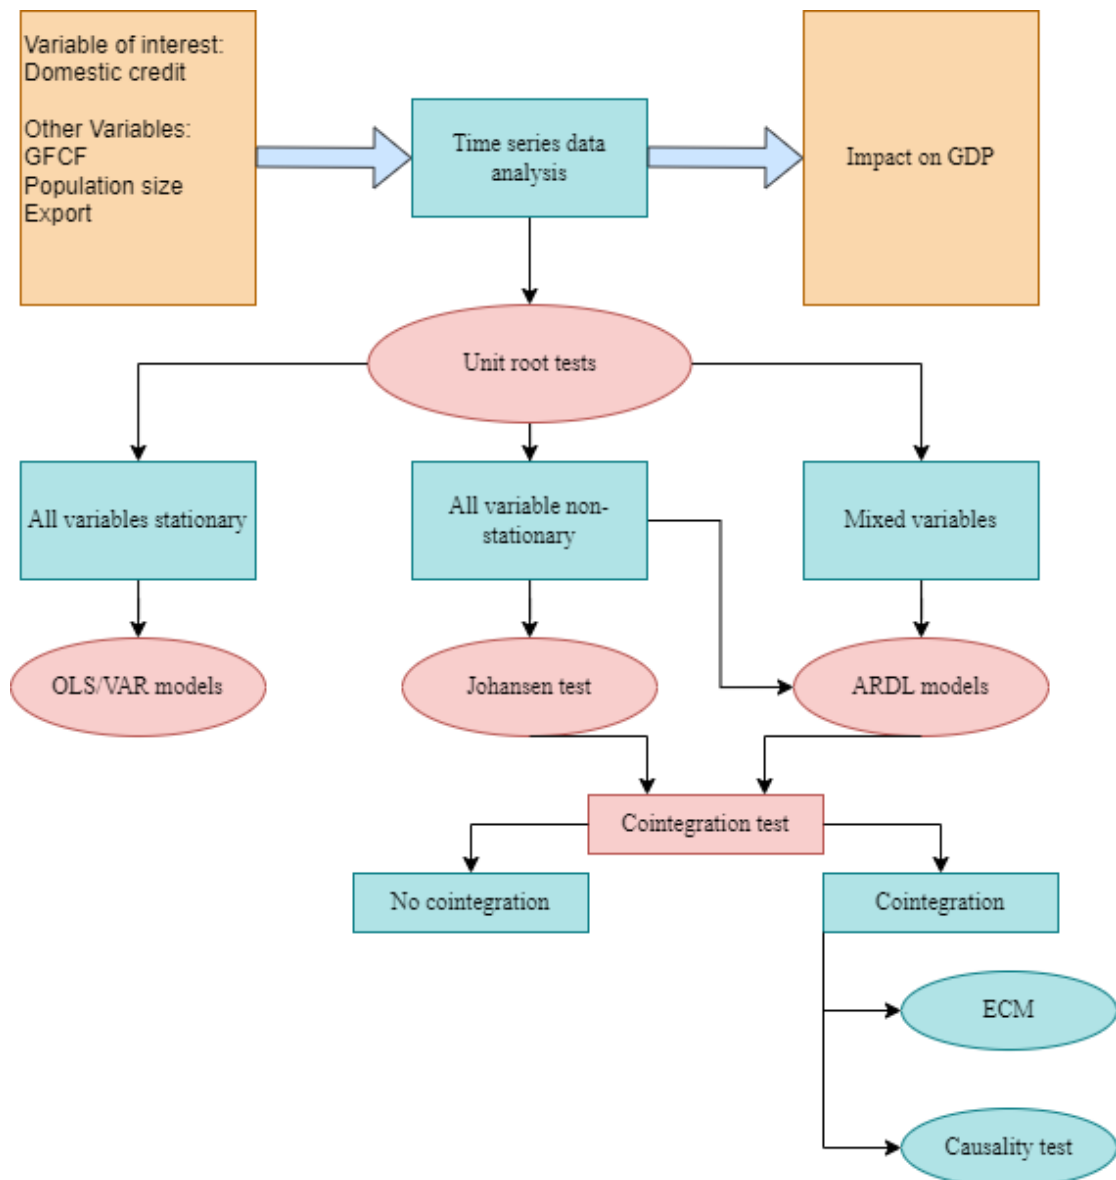 Variable of interest:
Domestic credit
Other Variables:
GFCF
Population size
Export
Time series data
analysis
Impact on GDP
Unit root tests
All variables stationary
All variable non-
stationary
Mixed variables
OLS/VAR models
Johansen test
ARDL models
Cointegration test
No cointegration
Cointegration
ECM
Causality test